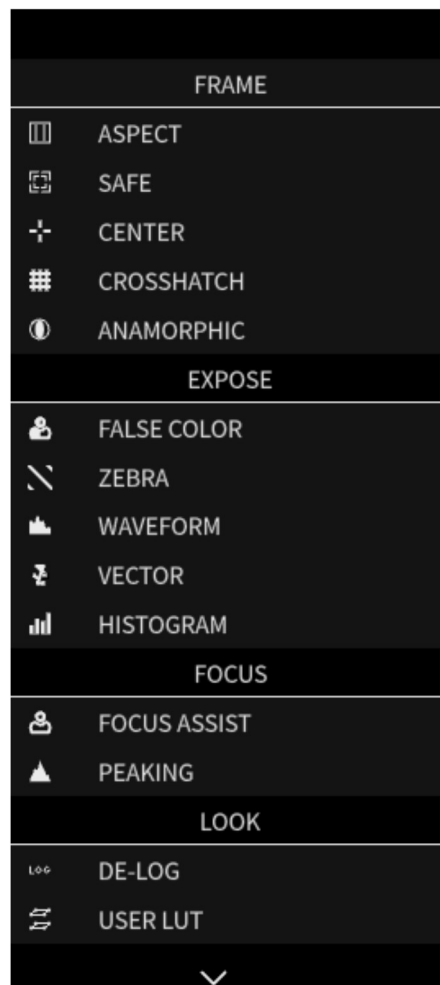 FRAME
ASPECT
SAFE
CENTER
CROSSHATCH
ANAMORPHIC
EXPOSE
FALSE COLOR
ZEBRA
WAVEFORM
VECTOR
HISTOGRAM
FOCUS
FOCUS ASSIST
PEAKING
LOOK
LOG DE-LOG
USER LUT